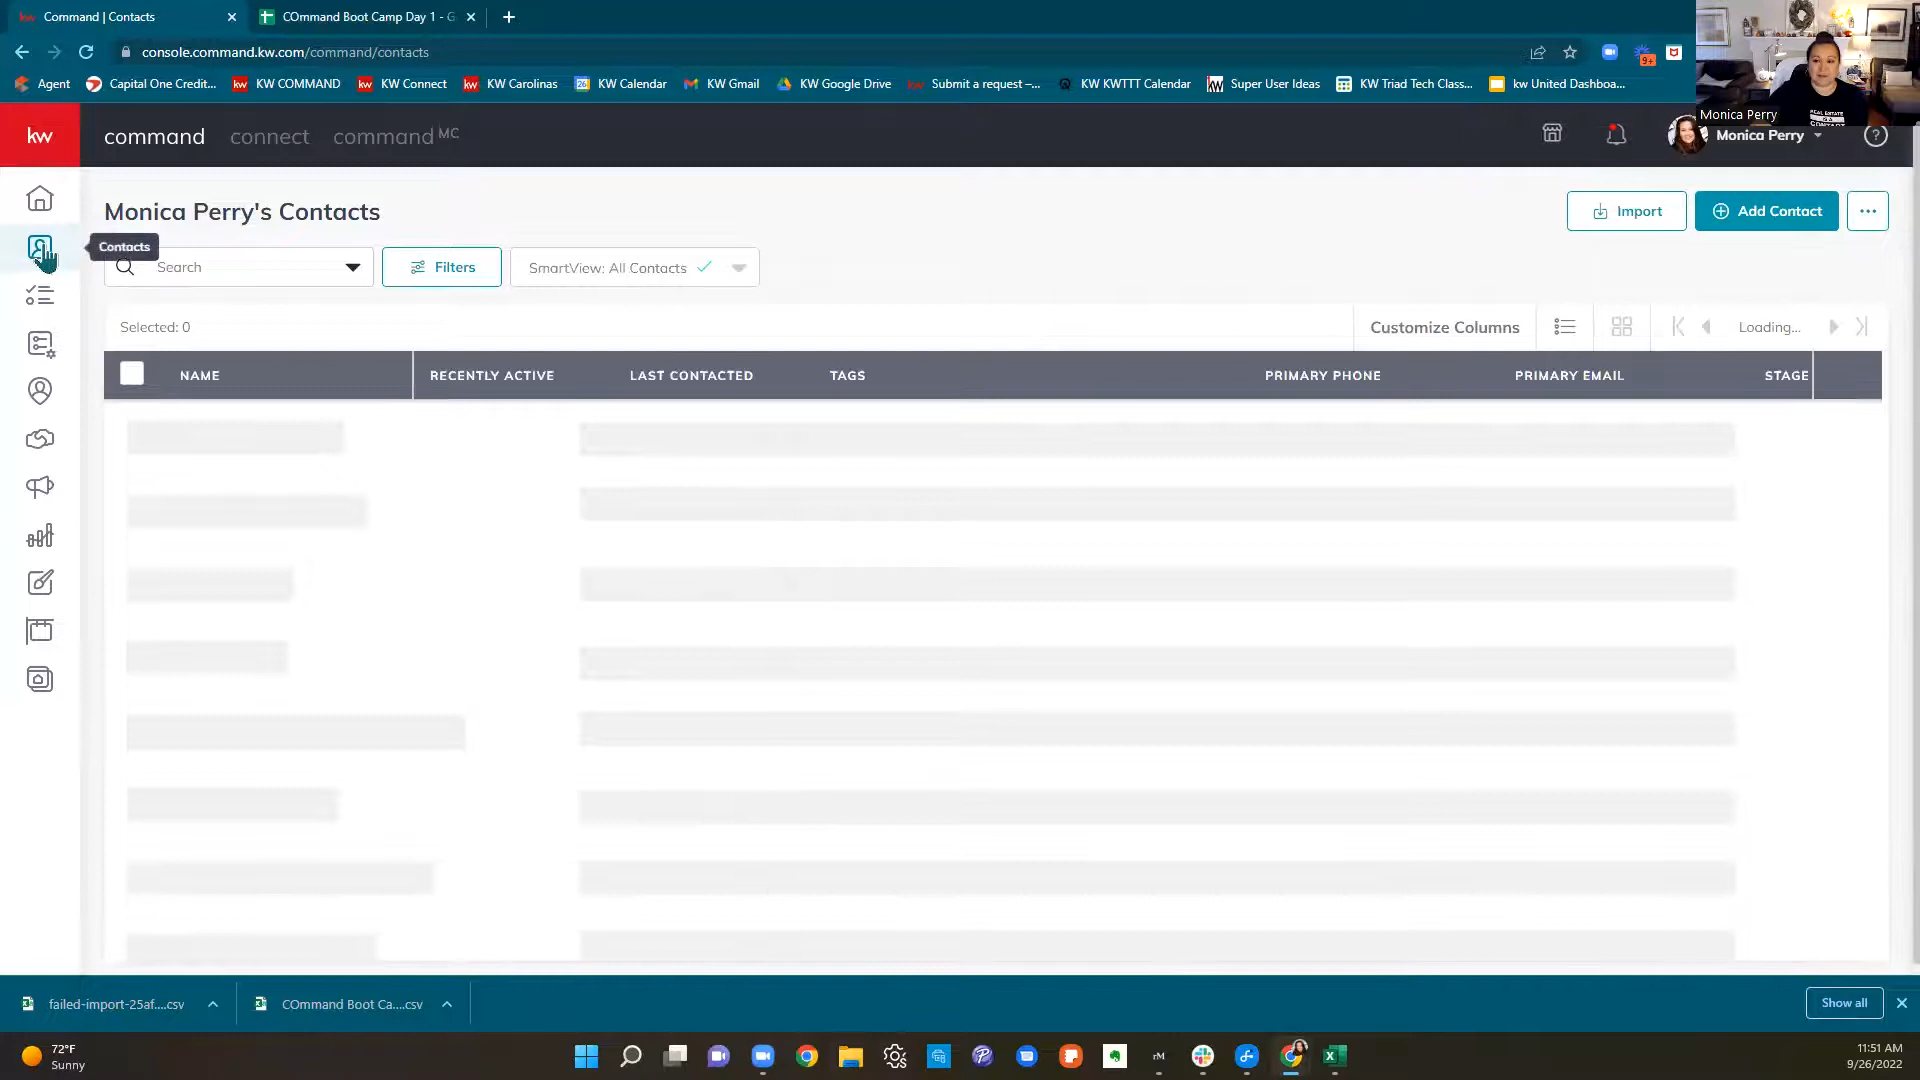 Command | Contacts
COmmand Boot Camp Day 1 - G
console.command.kw.com/command/contacts
9+
Agent
Capital One Credit...
KW COMMAND
KW Connect
KW Carolinas
KW Calendar
KW Gmail
KW Google Drive
Submit a request –...
KW KWTTT Calendar
Super User Ideas
KW Triad Tech Class...
kw United Dashboa...
Monica Perry
kw
command
connect
command MC
Monica Perry
Monica Perry's Contacts
Import
Add Contact
Contacts
Search
Filters
SmartView: All Contacts
Selected: 0
Customize Columns
Loading...
NAME
RECENTLY ACTIVE
LAST CONTACTED
TAGS
PRIMARY PHONE
PRIMARY EMAIL
STAGE
failed-import-25af....csv
COmmand Boot Ca....csv
Show all
72°F
Sunny
rM
11:51 AM
9/26/2022